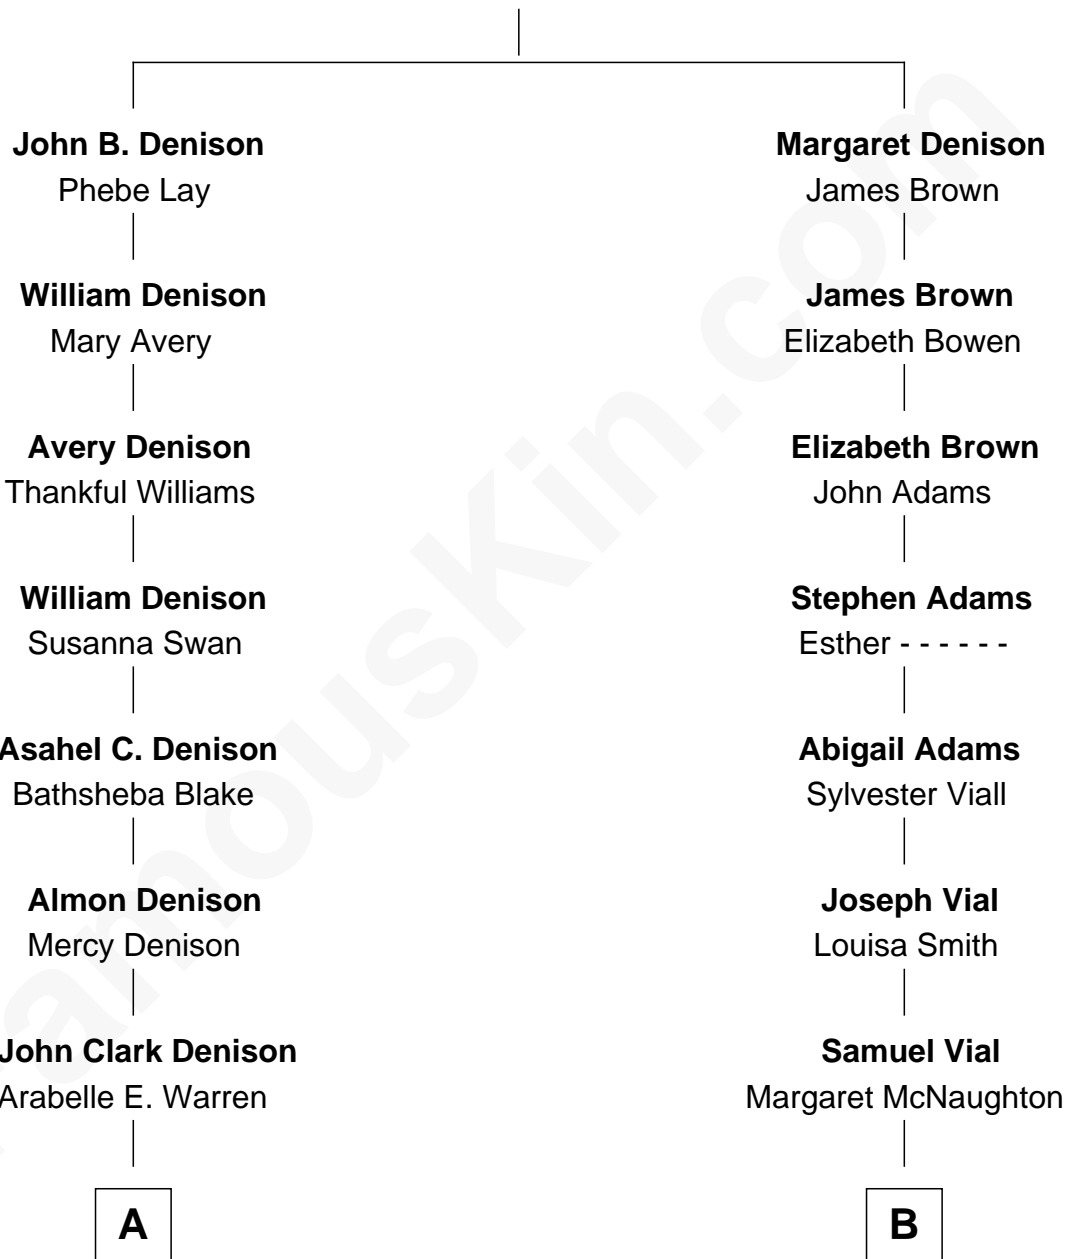 John B. Denison
Phebe Lay
Margaret Denison
James Brown
William Denison
Mary Avery
James Brown
Elizabeth Bowen
Avery Denison
Thankful Williams
Elizabeth Brown
John Adams
William Denison
Susanna Swan
Stephen Adams
Esther - - - - - -
Asahel C. Denison
Bathsheba Blake
Abigail Adams
Sylvester Viall
Almon Denison
Mercy Denison
Joseph Vial
Louisa Smith
John Clark Denison
Arabelle E. Warren
Samuel Vial
Margaret McNaughton
A
B
FamousKin.com